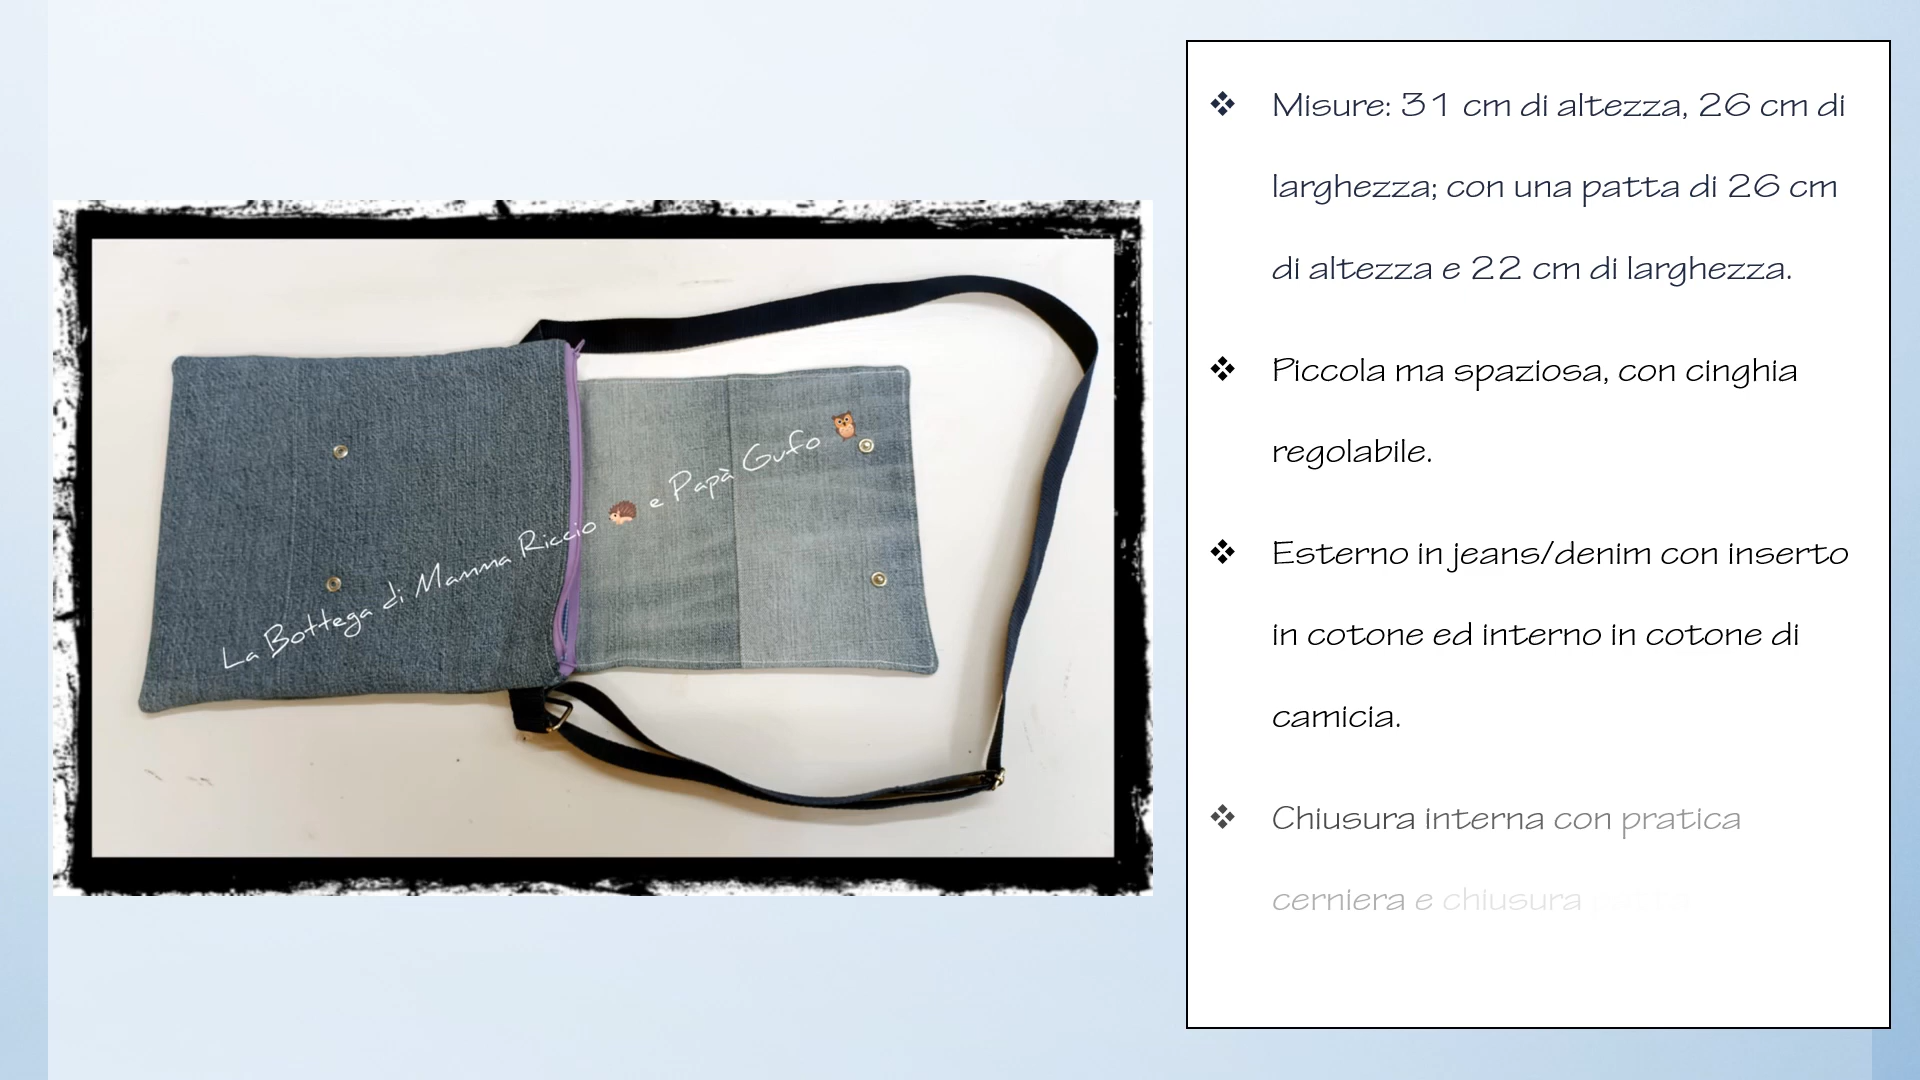 La Bottega di Mamma Riccio e Papà Gufo
❖ Misure: 31 cm di altezza, 26 cm di
larghezza; con una patta di 26 cm
di altezza e 22 cm di larghezza.
❖ Piccola ma spaziosa, con cinghia
regolabile.
❖ Esterno in jeans/denim con inserto
in cotone ed interno in cotone di
camicia.
❖ Chiusura interna con pratica
cerniera e chiusura patta